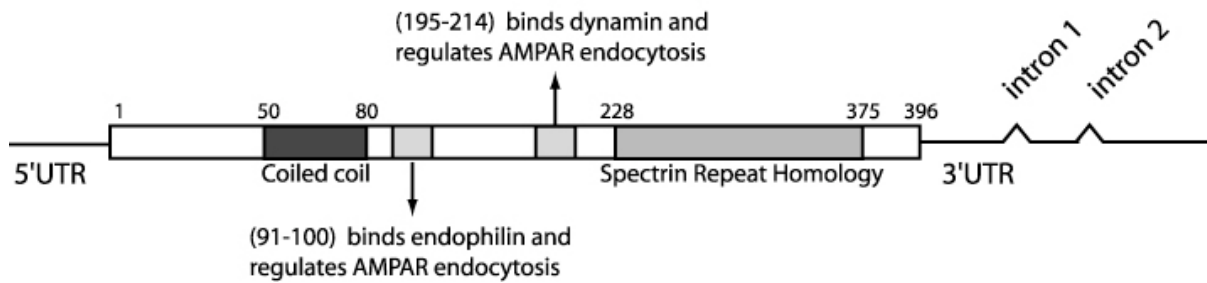 (195-214) binds dynamin and
regulates AMPAR endocytosis
intron 1
intron 2
1
50
80
228
375
396
5'UTR
Coiled coil
Spectrin Repeat Homology
3'UTR
(91-100) binds endophilin and
regulates AMPAR endocytosis